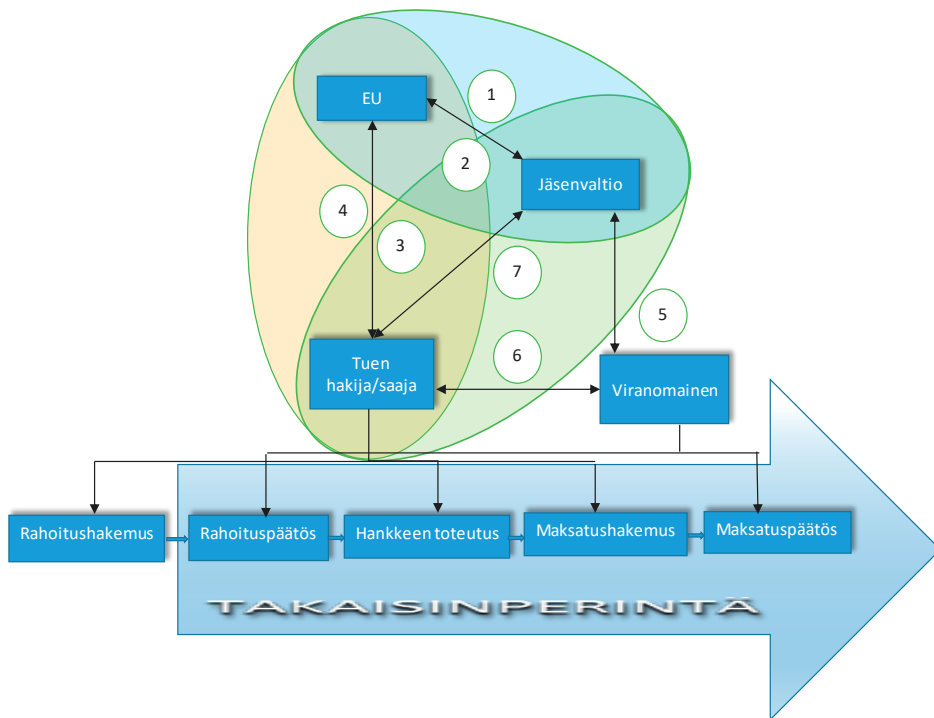 EU
1
2
Jäsenvaltio
4
3
7
5
6
Tuen
hakija/saaja
Viranomainen
Rahoitushakemus
Rahoituspäätös
Hankkeen toteutus
Maksatushakemus
Maksatuspäätös
TAKAISINPERINTÄ